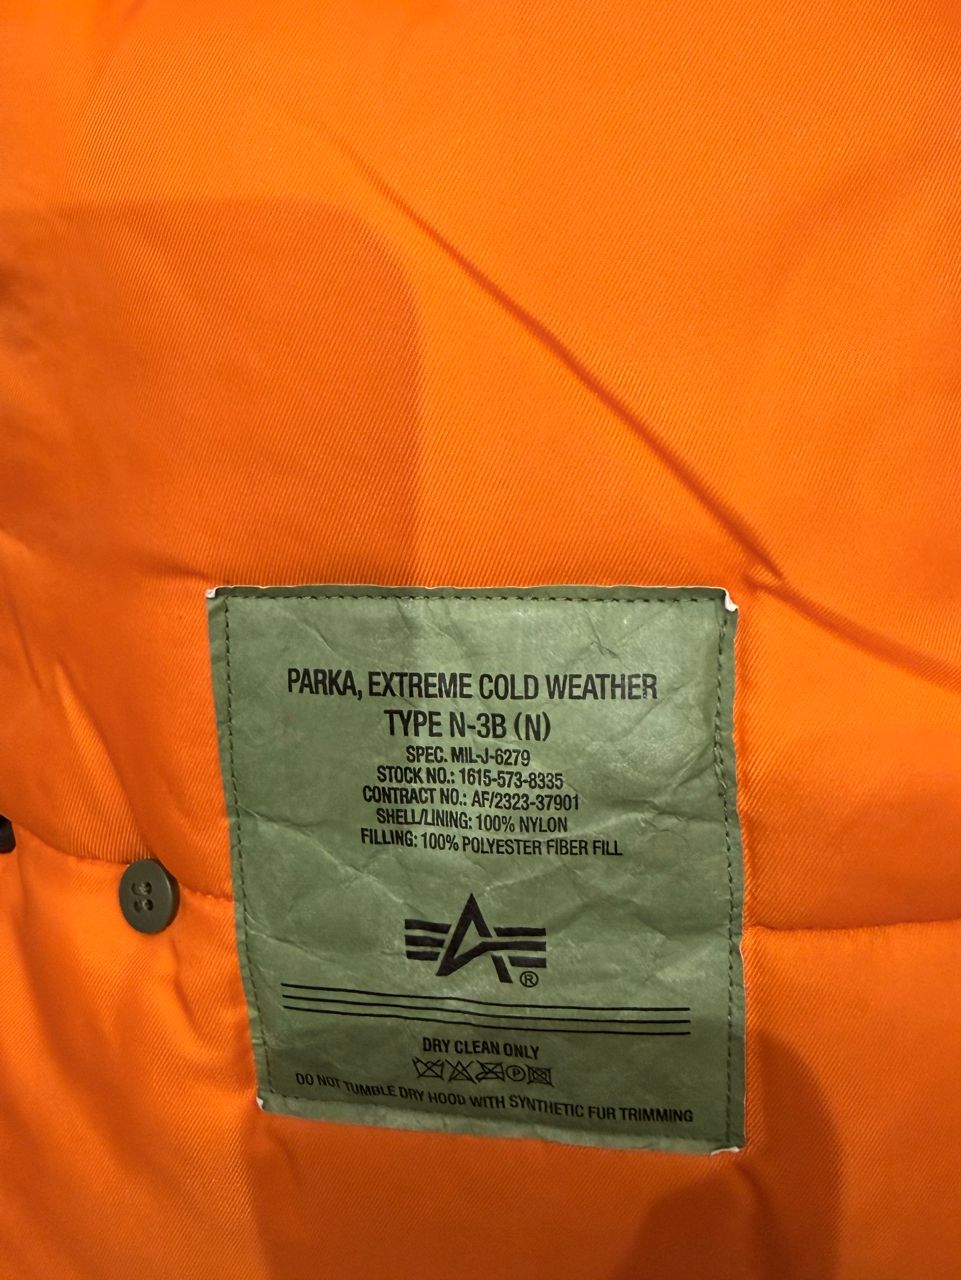 PARKA, EXTREME COLD WEATHER
TYPE N-3B (N)
SPEC. MIL-J-6279
STOCK NO.: 1615-573-8335
CONTRACT NO.: AF/2323-37901
SHELL/LINING: 100% NYLON
FILLING: 100% POLYESTER FIBER FILL
®
DRY CLEAN ONLY
P
DO NOT TUMBLE DRY HOOD WITH SYNTHETIC FUR TRIMMING